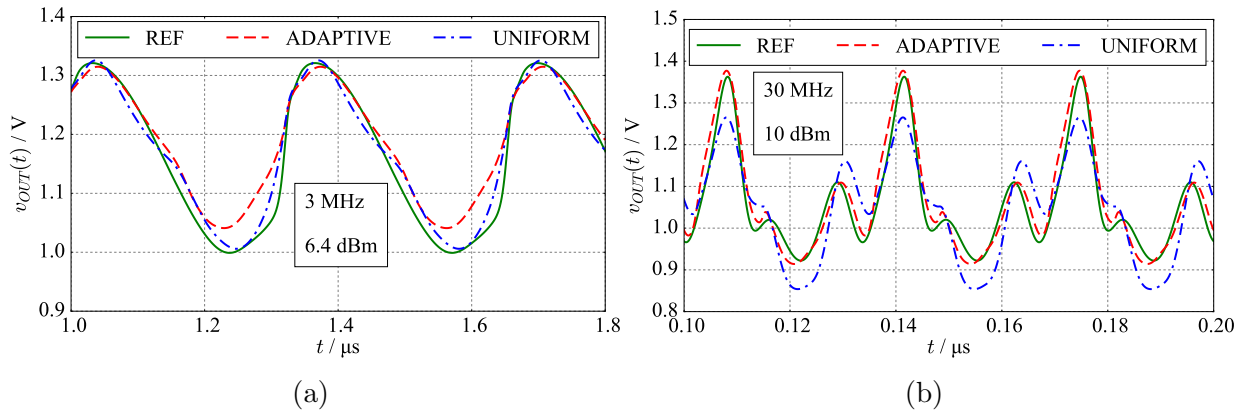 REF ADAPTIVE UNIFORM
1.4
1.3
1.2
1.1
1.0
0.9
v_OUT(t) / V
3 MHz
6.4 dBm
1.0 1.2 1.4 1.6 1.8
t / μs
(a)
REF ADAPTIVE UNIFORM
1.5
1.4
1.3
1.2
1.1
1.0
0.9
0.8
v_OUT(t) / V
30 MHz
10 dBm
0.10 0.12 0.14 0.16 0.18 0.20
t / μs
(b)